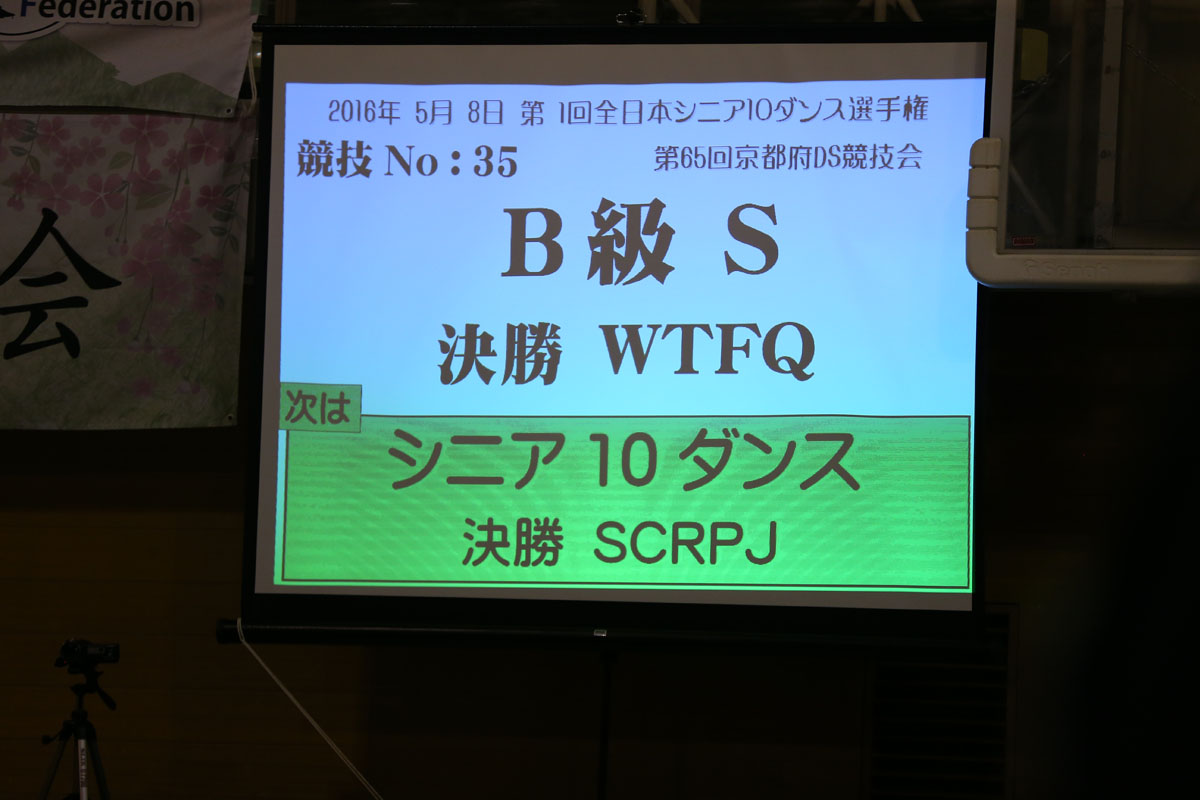 Federation
会
2016年 5月 8日 第 1回全日本シニア10ダンス選手権
競技 No：35
第65回京都府DS競技会
B級 S
決勝 WTFQ
次は
シニア 10 ダンス
決勝 SCRPJ
Senoh